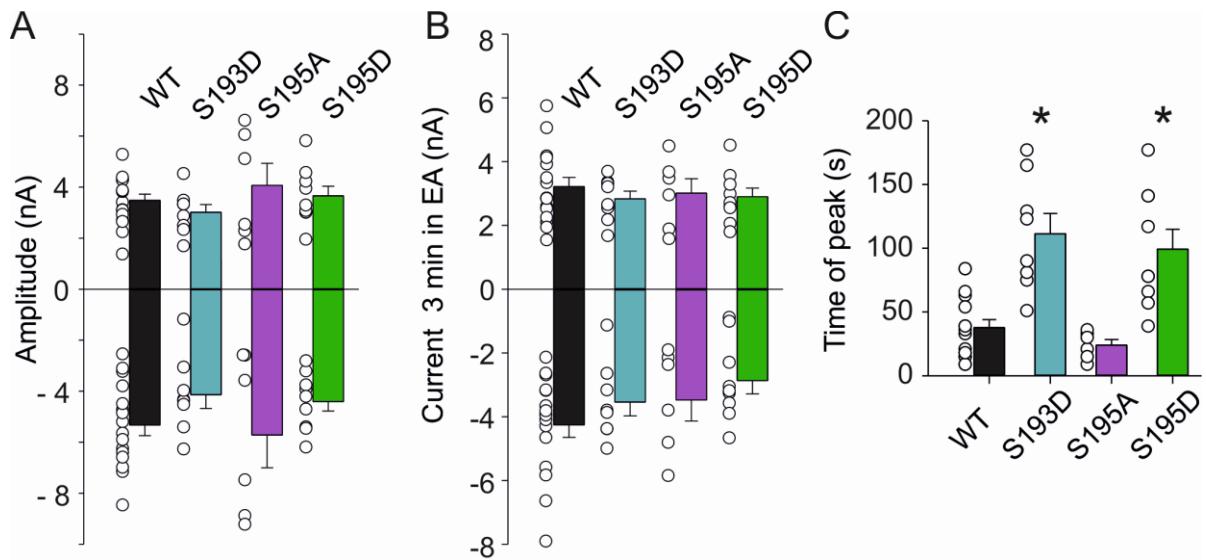 A
Amplitude (nA)
8
4
0
- 4
- 8
WT
S193D
S195A
S195D
B
Current 3 min in EA (nA)
8
6
4
2
0
-2
-4
-6
-8
WT
S193D
S195A
S195D
C
Time of peak (s)
200
150
100
50
0
*
*
WT
S193D
S195A
S195D